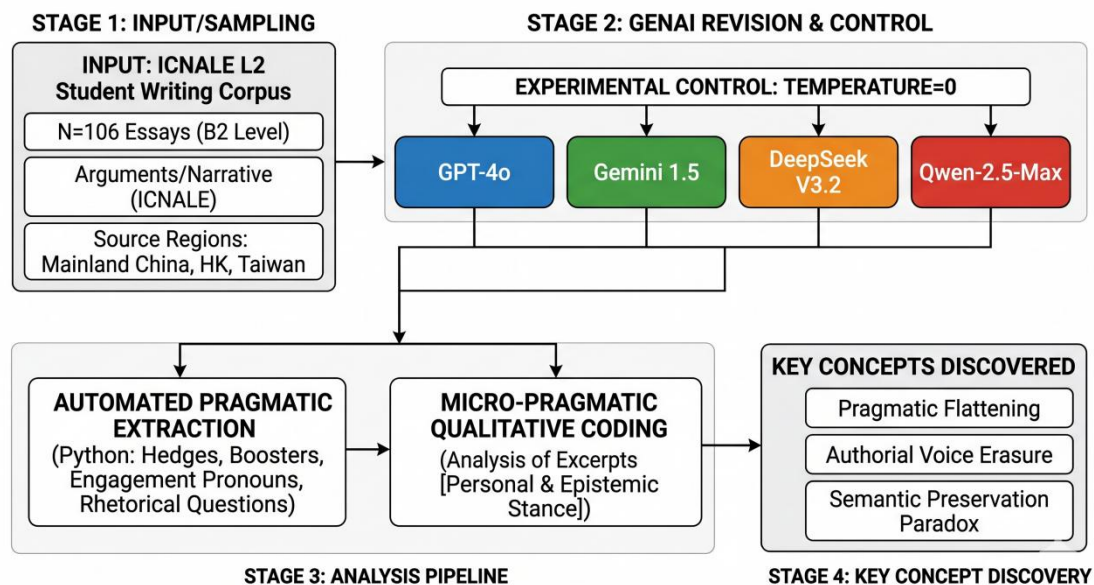 STAGE 1: INPUT/SAMPLING
INPUT: ICNALE L2
Student Writing Corpus
N=106 Essays (B2 Level)
Arguments/Narrative
(ICNALE)
Source Regions:
Mainland China, HK, Taiwan
STAGE 2: GENAI REVISION & CONTROL
EXPERIMENTAL CONTROL: TEMPERATURE=0
GPT-4o
Gemini 1.5
DeepSeek
V3.2
Qwen-2.5-Max
AUTOMATED PRAGMATIC
EXTRACTION
(Python: Hedges, Boosters,
Engagement Pronouns,
Rhetorical Questions)
MICRO-PRAGMATIC
QUALITATIVE CODING
(Analysis of Excerpts
[Personal & Epistemic
Stance])
STAGE 3: ANALYSIS PIPELINE
KEY CONCEPTS DISCOVERED
Pragmatic Flattening
Authorial Voice Erasure
Semantic Preservation
Paradox
STAGE 4: KEY CONCEPT DISCOVERY